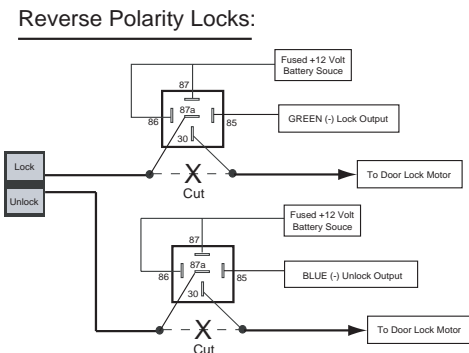 Reverse Polarity Locks:
Fused +12 Volt
Battery Souce
87
87a
86
85
GREEN (-) Lock Output
30
Lock
Unlock
X
Cut
To Door Lock Motor
Fused +12 Volt
Battery Souce
87
87a
86
85
BLUE (-) Unlock Output
30
X
Cut
To Door Lock Motor